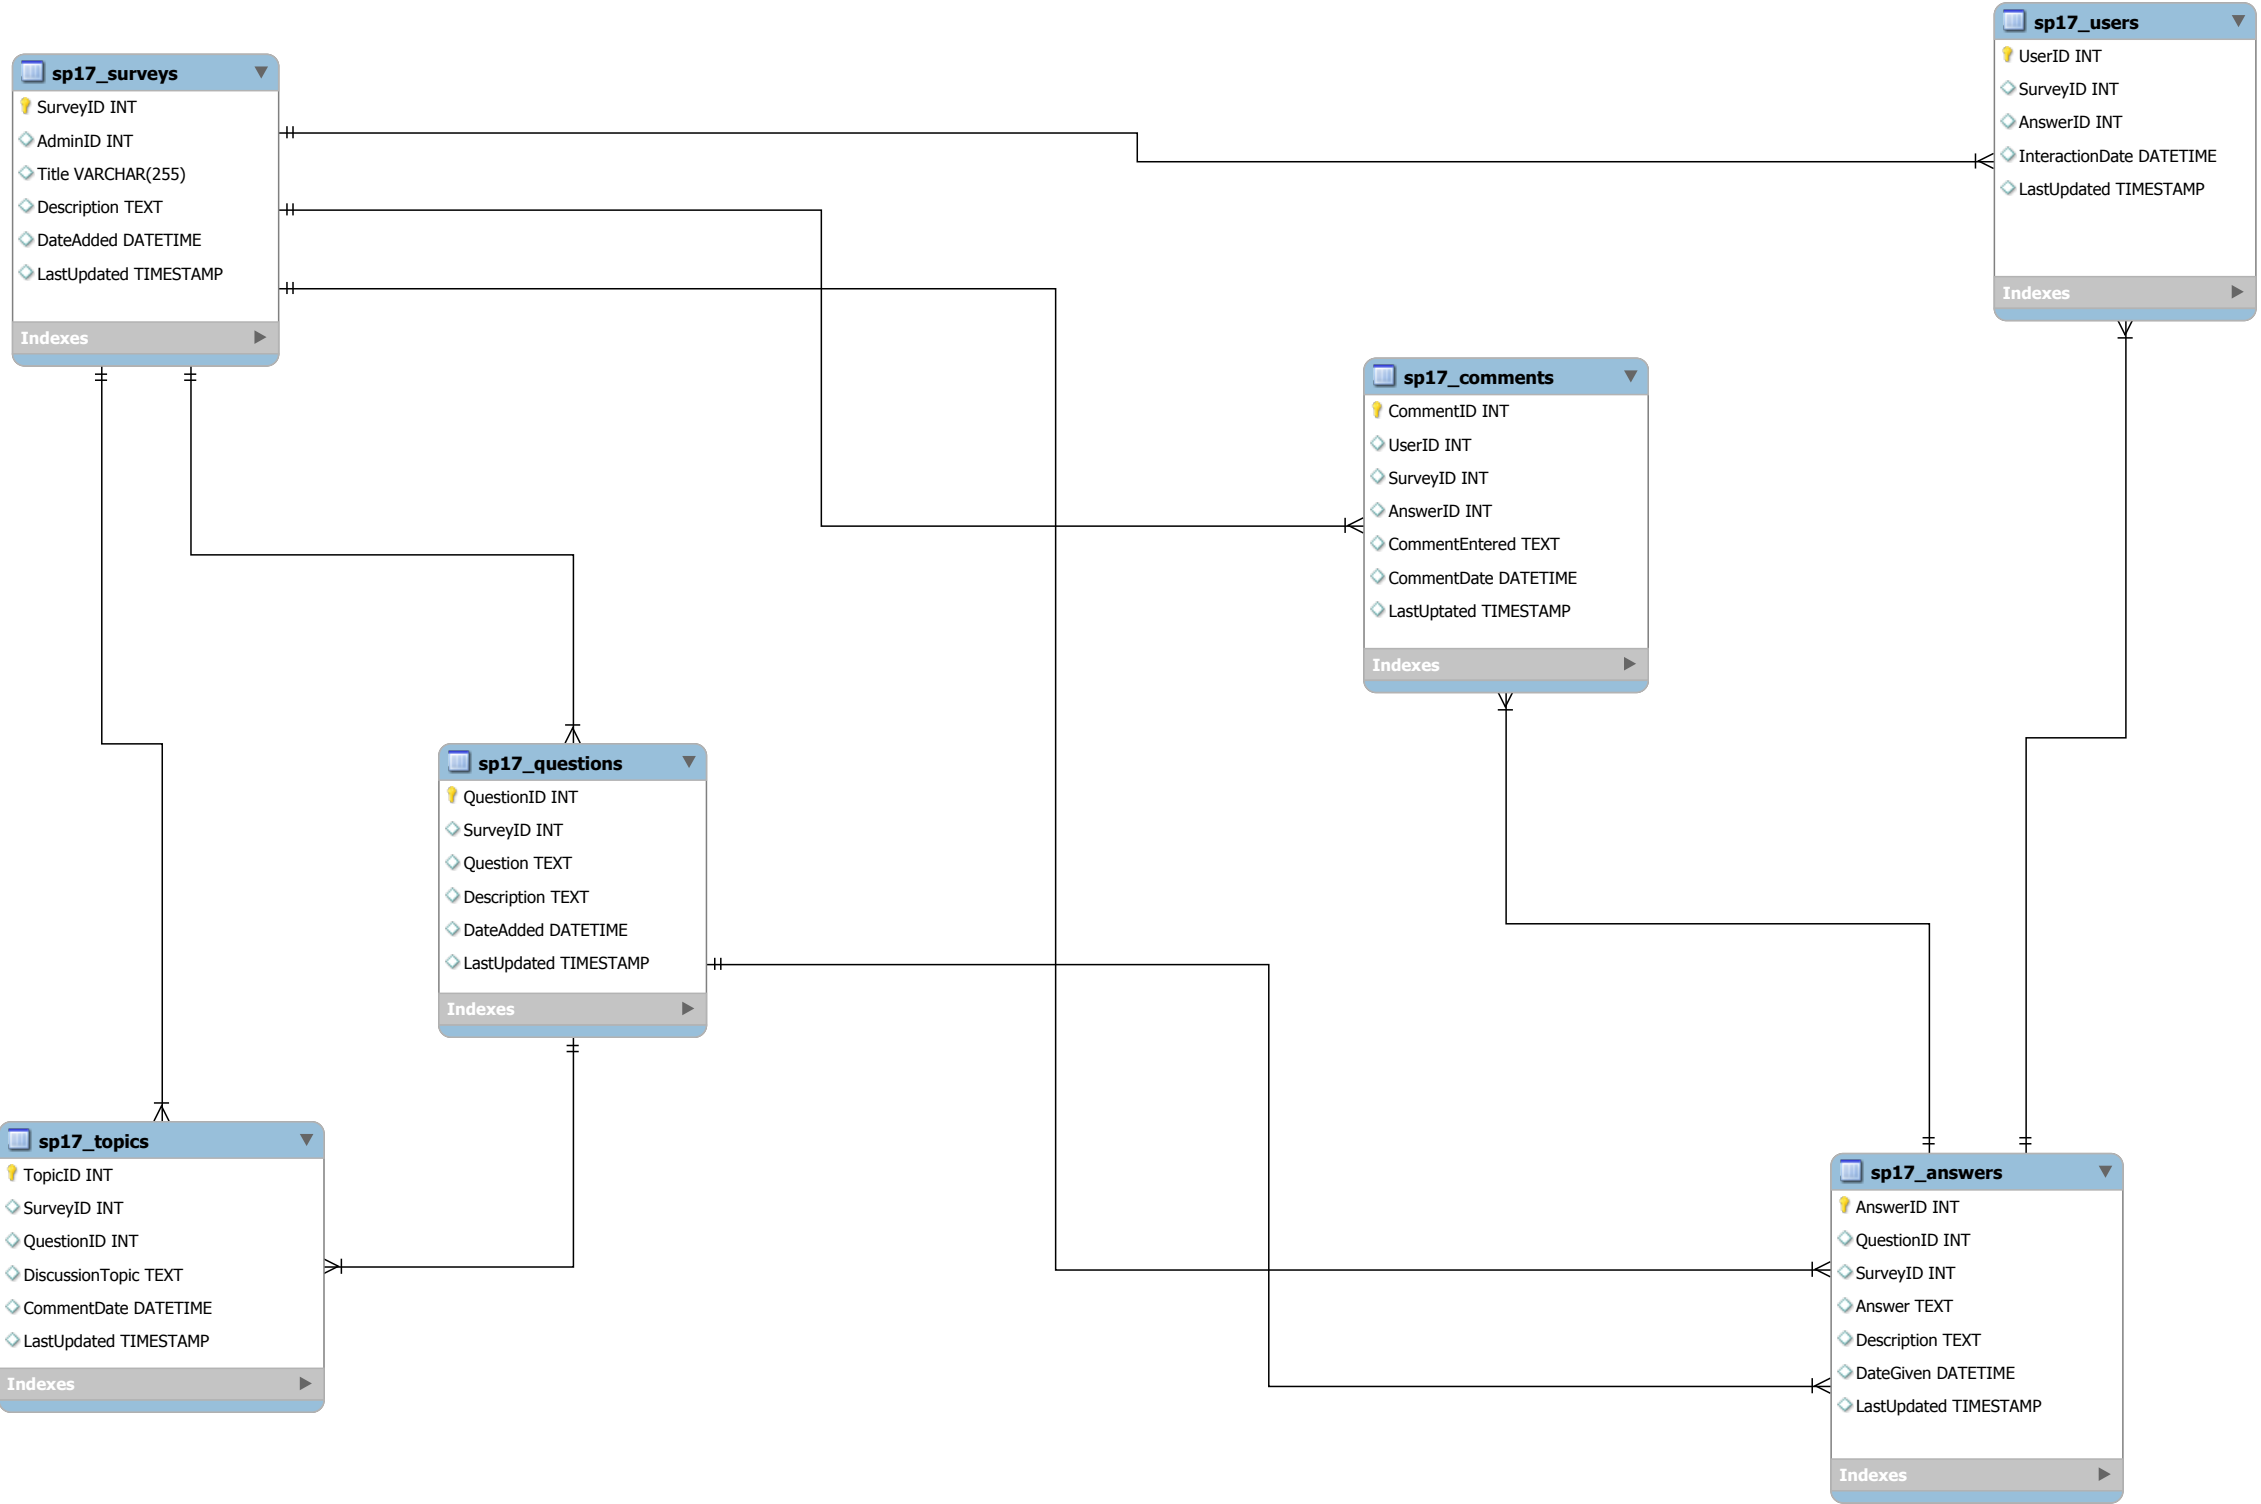 sp17_surveys
SurveyID INT
AdminID INT
Title VARCHAR(255)
Description TEXT
DateAdded DATETIME
LastUpdated TIMESTAMP
Indexes
sp17_users
UserID INT
SurveyID INT
AnswerID INT
InteractionDate DATETIME
LastUpdated TIMESTAMP
Indexes
sp17_comments
CommentID INT
UserID INT
SurveyID INT
AnswerID INT
CommentEntered TEXT
CommentDate DATETIME
LastUptated TIMESTAMP
Indexes
sp17_questions
QuestionID INT
SurveyID INT
Question TEXT
Description TEXT
DateAdded DATETIME
LastUpdated TIMESTAMP
Indexes
sp17_topics
TopicID INT
SurveyID INT
QuestionID INT
DiscussionTopic TEXT
CommentDate DATETIME
LastUpdated TIMESTAMP
Indexes
sp17_answers
AnswerID INT
QuestionID INT
SurveyID INT
Answer TEXT
Description TEXT
DateGiven DATETIME
LastUpdated TIMESTAMP
Indexes